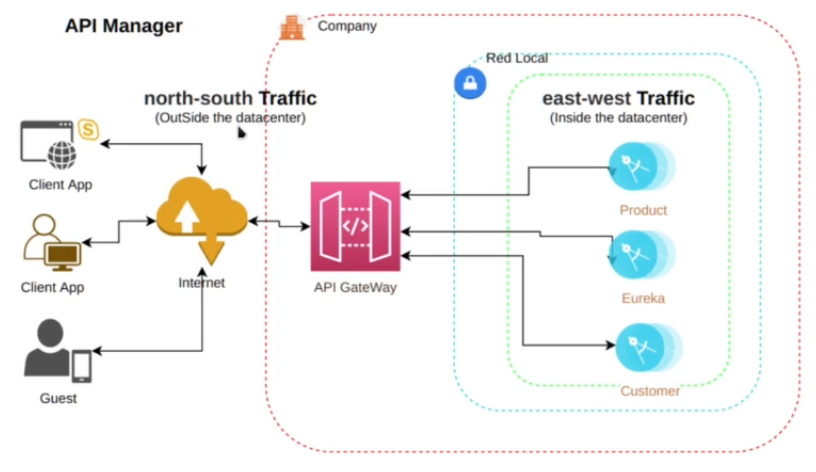 API Manager
Company
Red Local
north-south Traffic
(OutSide the datacenter)
east-west Traffic
(Inside the datacenter)
S
Client App
Product
Client App
Internet
API GateWay
</>
Eureka
Guest
Customer